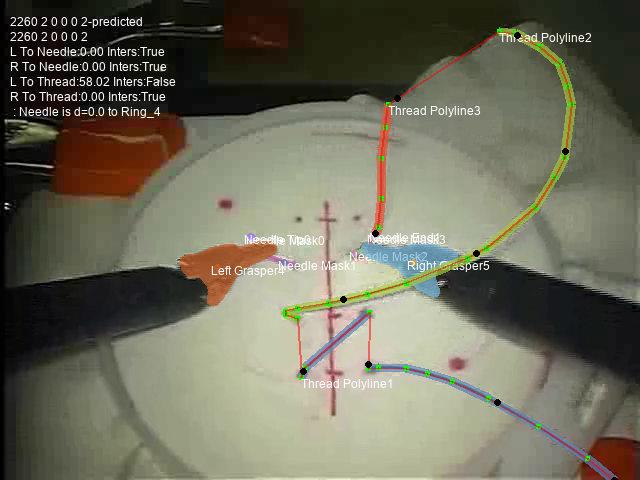 2260 2 0 0 0 2-predicted
2260 2 0 0 0 2
L To Needle:0.00 Inters:True
R To Needle:0.00 Inters:True
L To Thread:58.02 Inters:False
R To Thread:0.00 Inters:True
: Needle is d=0.0 to Ring_4
Thread Polyline2
Thread Polyline3
Needle Mask0
Needle Mask3
Needle Mask2
Needle Mask1
Left Grasper4
Right Grasper5
Thread Polyline1